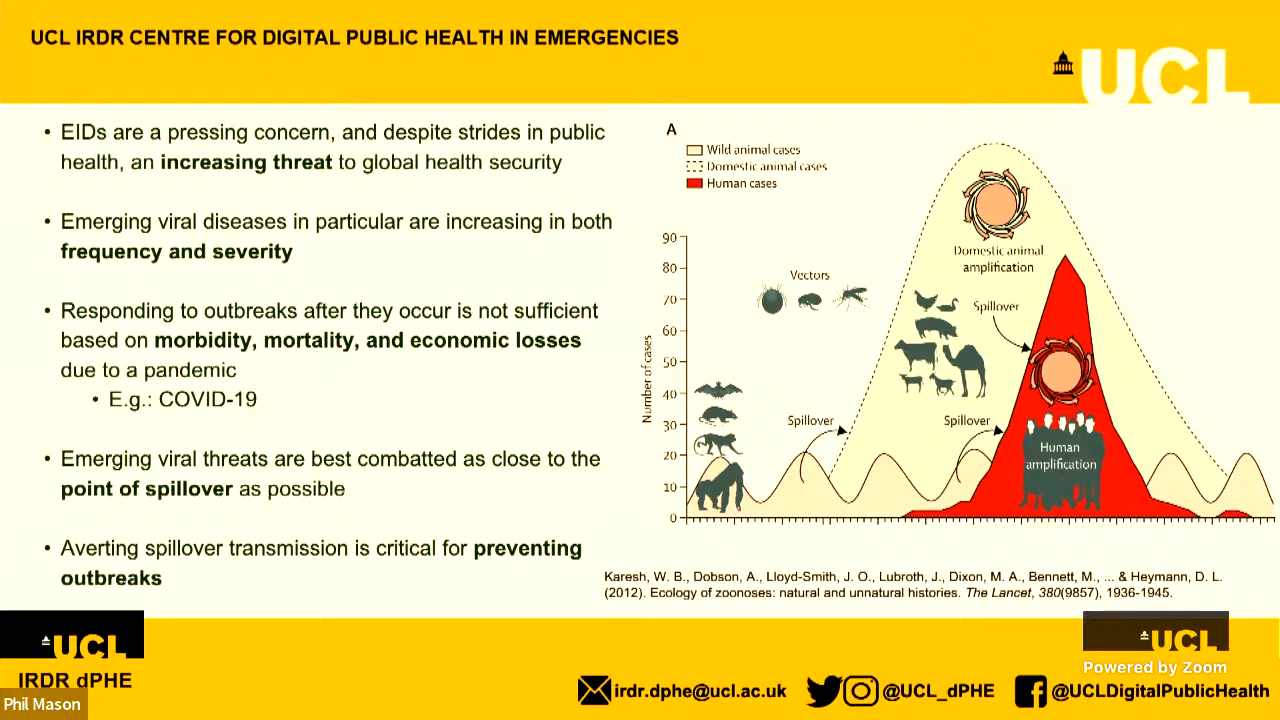 UCL IRDR CENTRE FOR DIGITAL PUBLIC HEALTH IN EMERGENCIES
UCL
• EIDs are a pressing concern, and despite strides in public
health, an increasing threat to global health security
• Emerging viral diseases in particular are increasing in both
frequency and severity
• Responding to outbreaks after they occur is not sufficient
based on morbidity, mortality, and economic losses
due to a pandemic
• E.g.: COVID-19
• Emerging viral threats are best combatted as close to the
point of spillover as possible
• Averting spillover transmission is critical for preventing
outbreaks
A
Wild animal cases
Domestic animal cases
Human cases
Number of cases
90
80
70
60
50
40
30
20
10
0
Vectors
Domestic animal
amplification
Spillover
Spillover
Spillover
Human
amplification
Karesh, W. B., Dobson, A., Lloyd-Smith, J. O., Lubroth, J., Dixon, M. A., Bennett, M., ... & Heymann, D. L.
(2012). Ecology of zoonoses: natural and unnatural histories. The Lancet, 380(9857), 1936-1945.
UCL
IRDR dPHE
Phil Mason
irdr.dphe@ucl.ac.uk
@UCL_dPHE
@UCLDigitalPublicHealth
UCL
Powered by Zoom